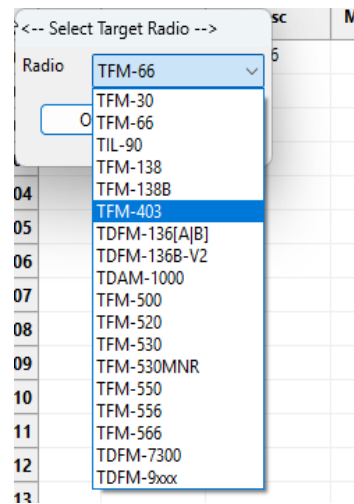 <-- Select Target Radio -->
sc
M
Radio
TFM-66
6
O
TFM-30
TFM-66
TIL-90
TFM-138
TFM-138B
04
TFM-403
05
TDFM-136[A|B]
06
TDFM-136B-V2
TDAM-1000
07
TFM-500
08
TFM-520
TFM-530
09
TFM-530MNR
10
TFM-550
TFM-556
11
TFM-566
12
TDFM-7300
TDFM-9xxx
13